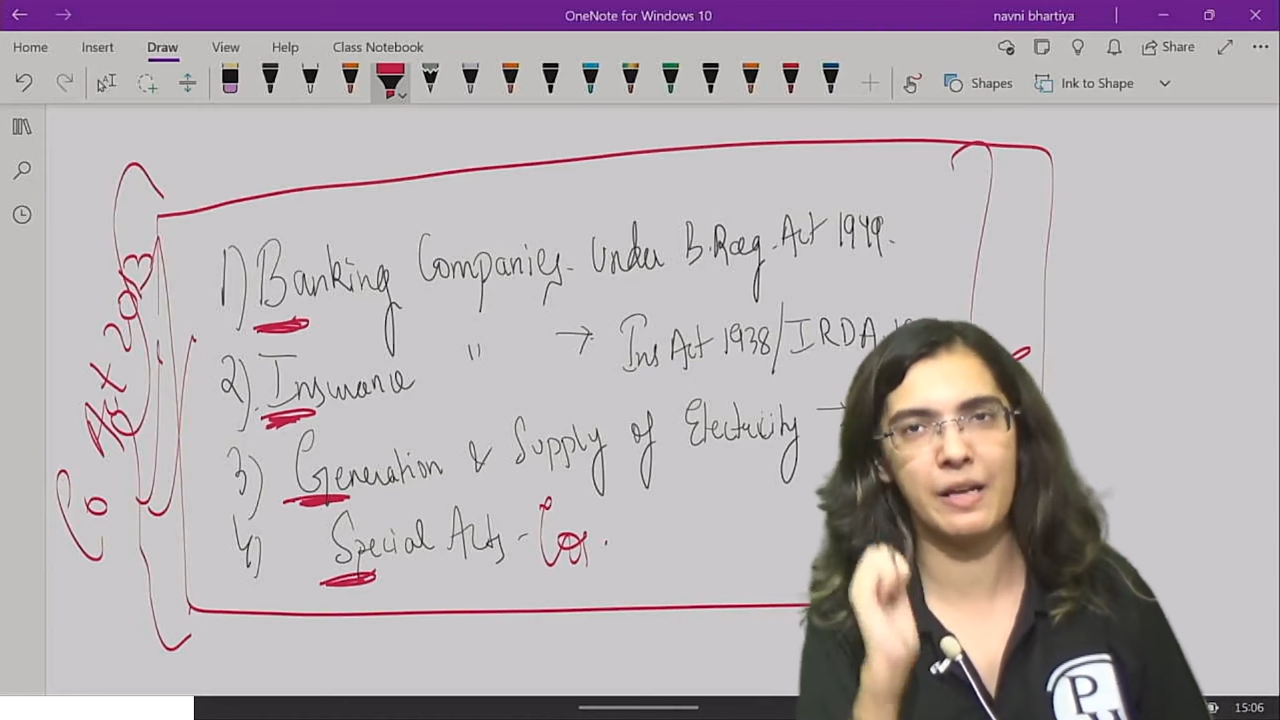 OneNote for Windows 10
navni bhartiya
Home Insert Draw View Help Class Notebook
Share
Shapes
Ink to Shape
1) Banking Companies. Under B. Reg. Act 1949.
2). Insurance " → Ins Act 1938/IRDA
3) Generation & Supply of Electricity →
4) Special Acts - Cos.
Co Act 2013
P
15:06